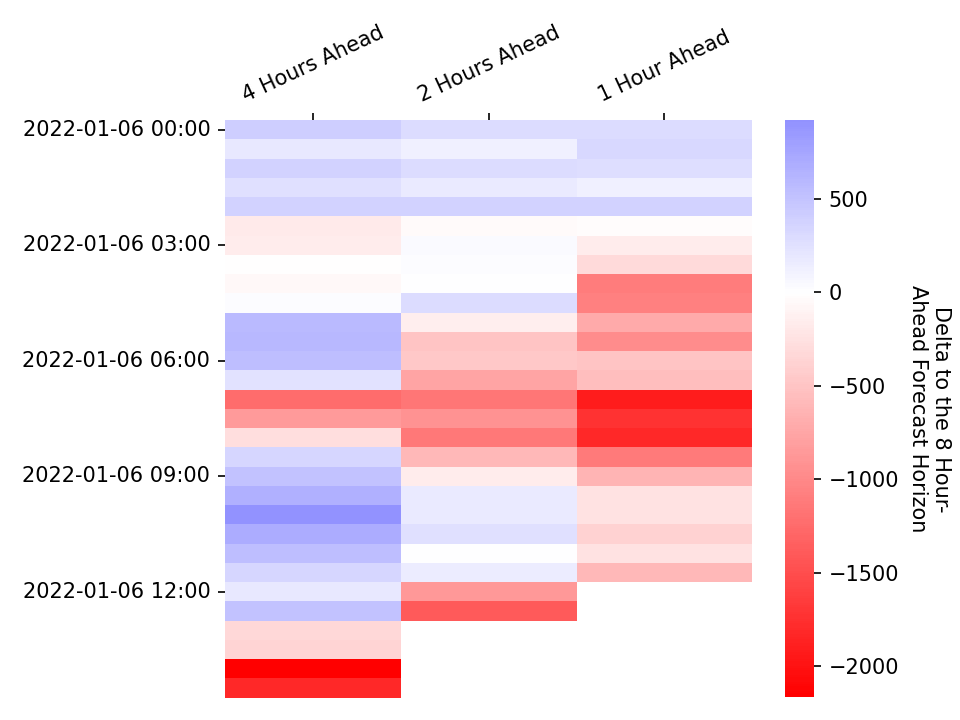 4 Hours Ahead
2 Hours Ahead
1 Hour Ahead
2022-01-06 00:00
2022-01-06 03:00
2022-01-06 06:00
2022-01-06 09:00
2022-01-06 12:00
500
0
−500
−1000
−1500
−2000
Delta to the 8 Hour-
Ahead Forecast Horizon